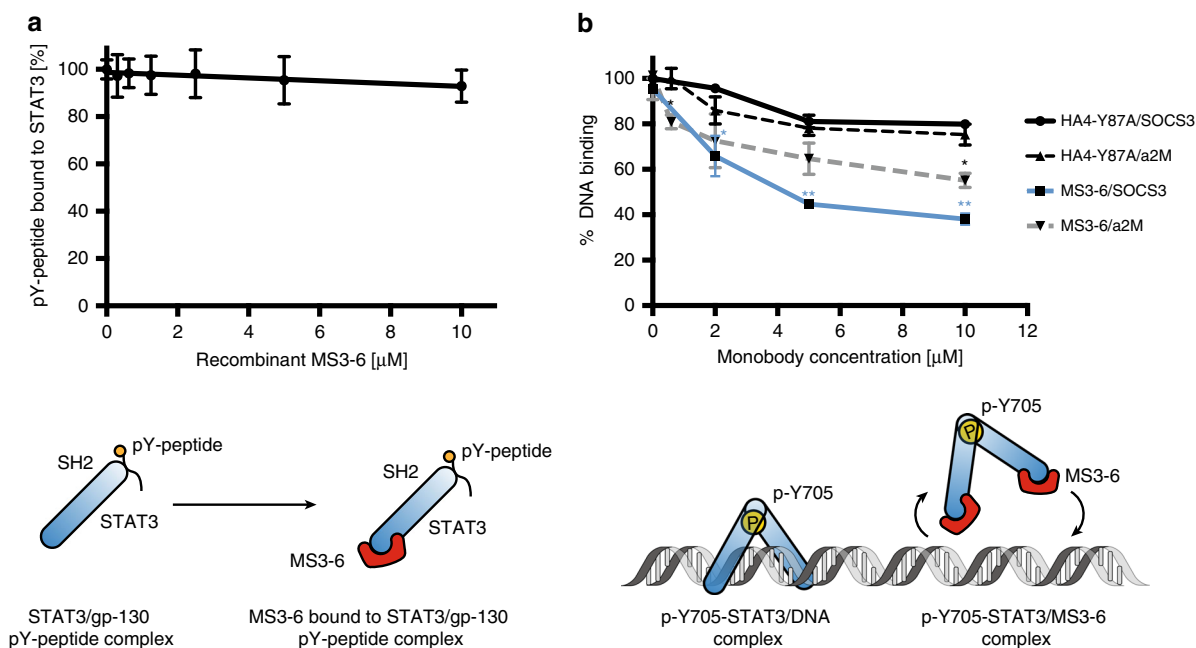 a
pY-peptide bound to STAT3 [%]
100
80
60
40
20
0
0 2 4 6 8 10
Recombinant MS3-6 [μM]
b
% DNA binding
100
80
60
40
20
0
0 2 4 6 8 10 12
Monobody concentration [μM]
*
*
**
*
**
HA4-Y87A/SOCS3
HA4-Y87A/a2M
MS3-6/SOCS3
MS3-6/a2M
pY-peptide
SH2
STAT3
STAT3/gp-130
pY-peptide complex
pY-peptide
SH2
STAT3
MS3-6
MS3-6 bound to STAT3/gp-130
pY-peptide complex
p-Y705
P
p-Y705-STAT3/DNA
complex
p-Y705
P
MS3-6
p-Y705-STAT3/MS3-6
complex